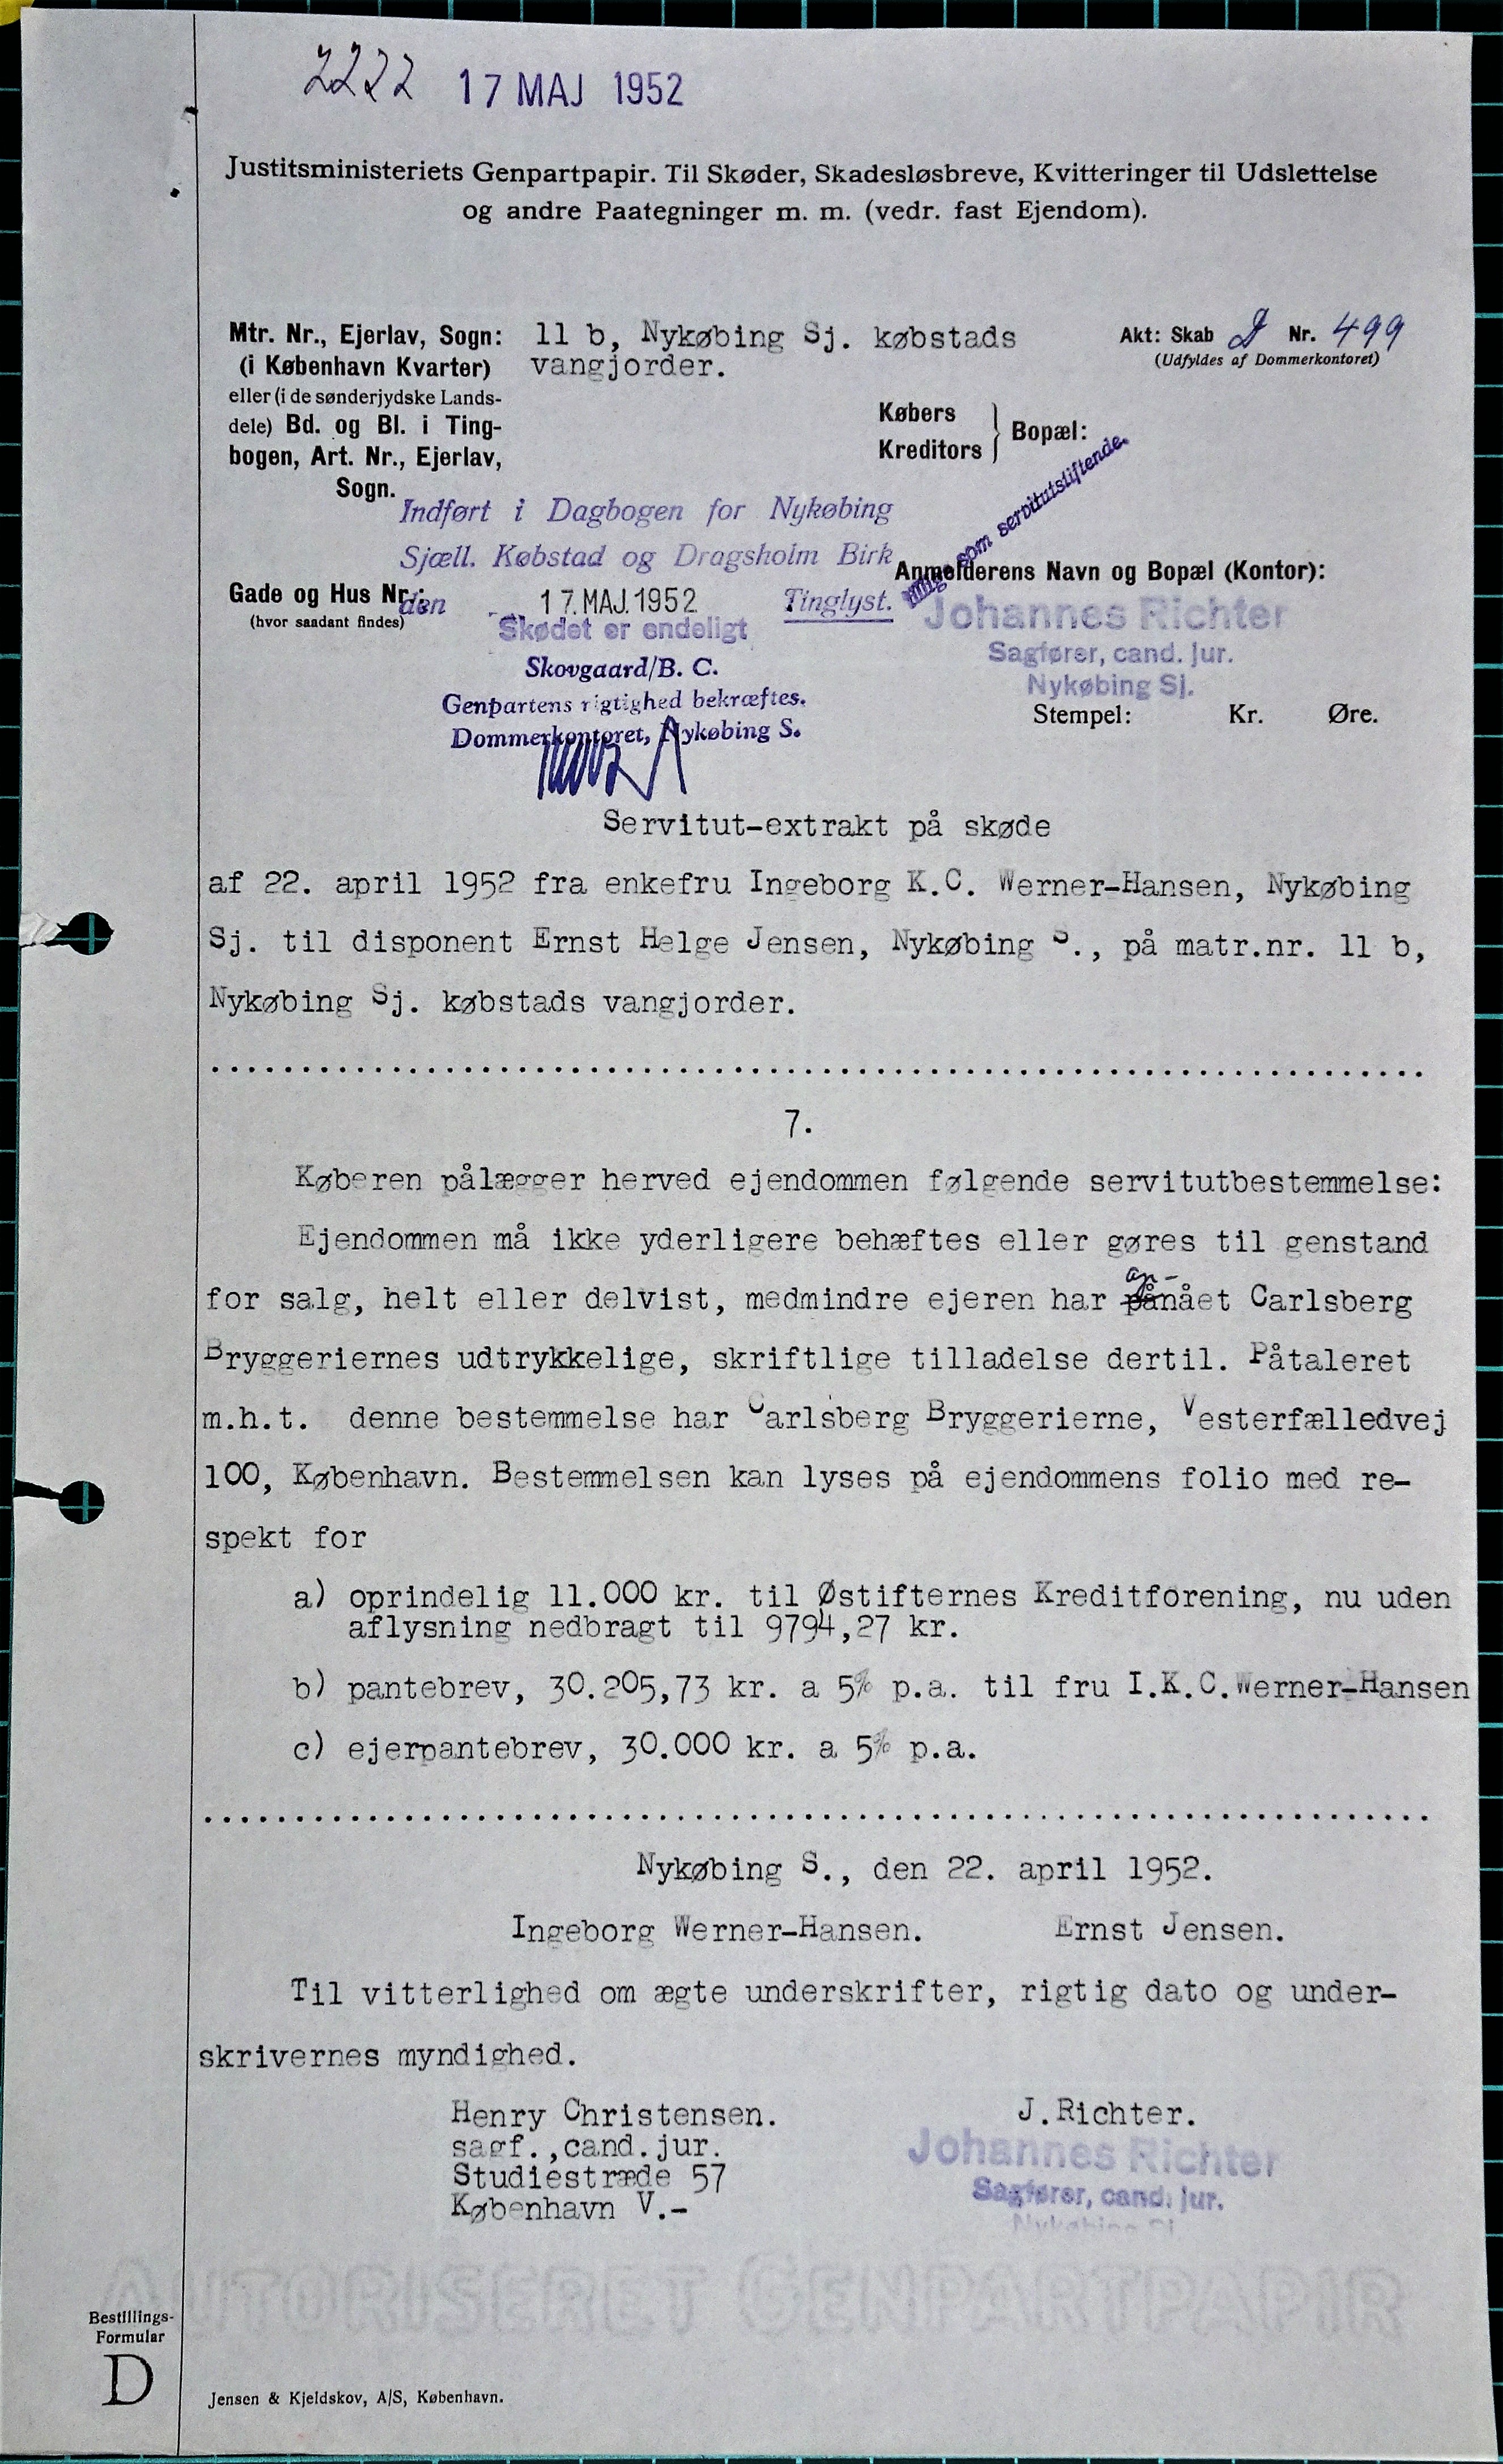 2222 17 MAJ 1952
Justitsministeriets Genpartpapir. Til Skøder, Skadesløsbreve, Kvitteringer til Udslettelse
og andre Paategninger m. m. (vedr. fast Ejendom).
Mtr. Nr., Ejerlav, Sogn: 11 b, Nykøbing Sj. købstads
(i København Kvarter) vangjorder.
eller (i de sønderjydske Lands-
dele) Bd. og Bl. i Ting-
bogen, Art. Nr., Ejerlav,
Sogn.
Akt: Skab D Nr. 499
(Udfyldes af Dommerkontoret)
Købers
Kreditors } Bopæl:
som servitutstiftende.
Indført i Dagbogen for Nykøbing
Sjæll. Købstad og Dragsholm Birk
Gade og Hus Nr.:
(hvor saadant findes)
den 17. MAJ. 1952 Tinglyst.
Skødet er endeligt
Skovgaard/B. C.
Genpartens rigtighed bekræftes.
Dommerkontoret, Nykøbing S.
Anmelderens Navn og Bopæl (Kontor):
Johannes Richter
Sagfører, cand. jur.
Nykøbing Sj.
Stempel: Kr. Øre.
Servitut-extrakt på skøde
af 22. april 1952 fra enkefru Ingeborg K.C. Werner-Hansen, Nykøbing
Sj. til disponent Ernst Helge Jensen, Nykøbing S., på matr.nr. 11 b,
Nykøbing Sj. købstads vangjorder.
7.
Køberen pålægger herved ejendommen følgende servitutbestemmelse:
Ejendommen må ikke yderligere behæftes eller gøres til genstand
for salg, helt eller delvist, medmindre ejeren har op-nået Carlsberg
Bryggeriernes udtrykkelige, skriftlige tilladelse dertil. Påtaleret
m.h.t. denne bestemmelse har Carlsberg Bryggerierne, Vesterfælledvej
100, København. Bestemmelsen kan lyses på ejendommens folio med re-
spekt for
a) oprindelig 11.000 kr. til Østifternes Kreditforening, nu uden
aflysning nedbragt til 9794,27 kr.
b) pantebrev, 30.205,73 kr. a 5% p.a. til fru I.K.C.Werner-Hansen
c) ejerpantebrev, 30.000 kr. a 5% p.a.
Nykøbing S., den 22. april 1952.
Ingeborg Werner-Hansen. Ernst Jensen.
Til vitterlighed om ægte underskrifter, rigtig dato og under-
skrivernes myndighed.
Henry Christensen.
sagf.,cand.jur.
Studiestræde 57
København V.-
J.Richter.
Johannes Richter
Sagfører, cand. jur.
Nykøbing Sj.
AUTORISERET GENPARTPAPIR
Bestillings-
Formular
D
Jensen & Kjeldskov, A/S, København.